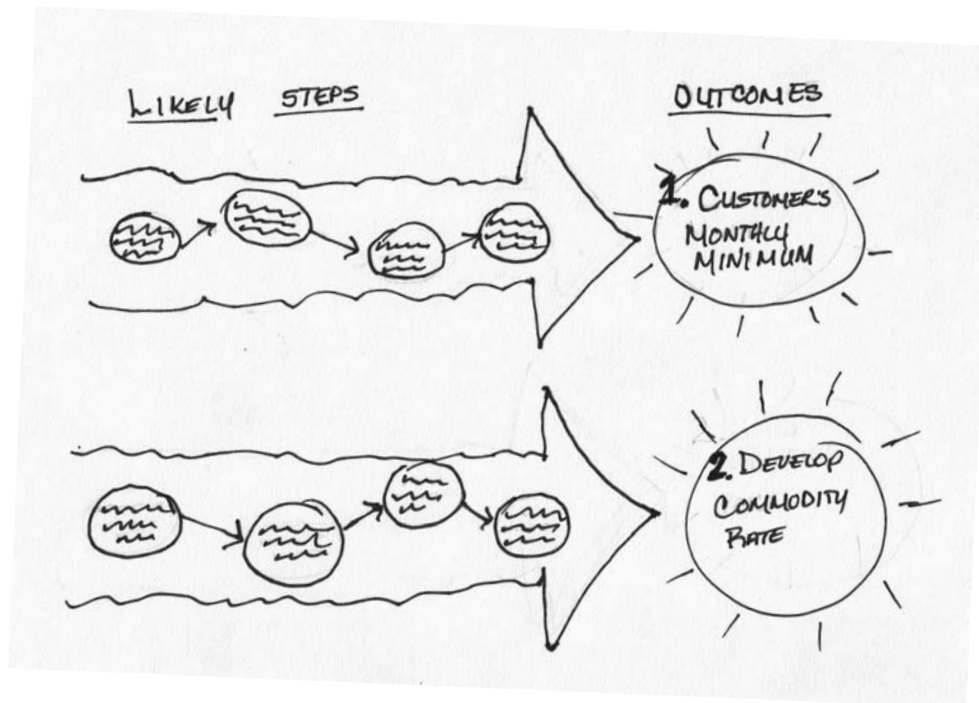 LIKELY STEPS
OUTCOMES
1. CUSTOMER'S
MONTHLY
MINIMUM
2. DEVELOP
COMMODITY
RATE